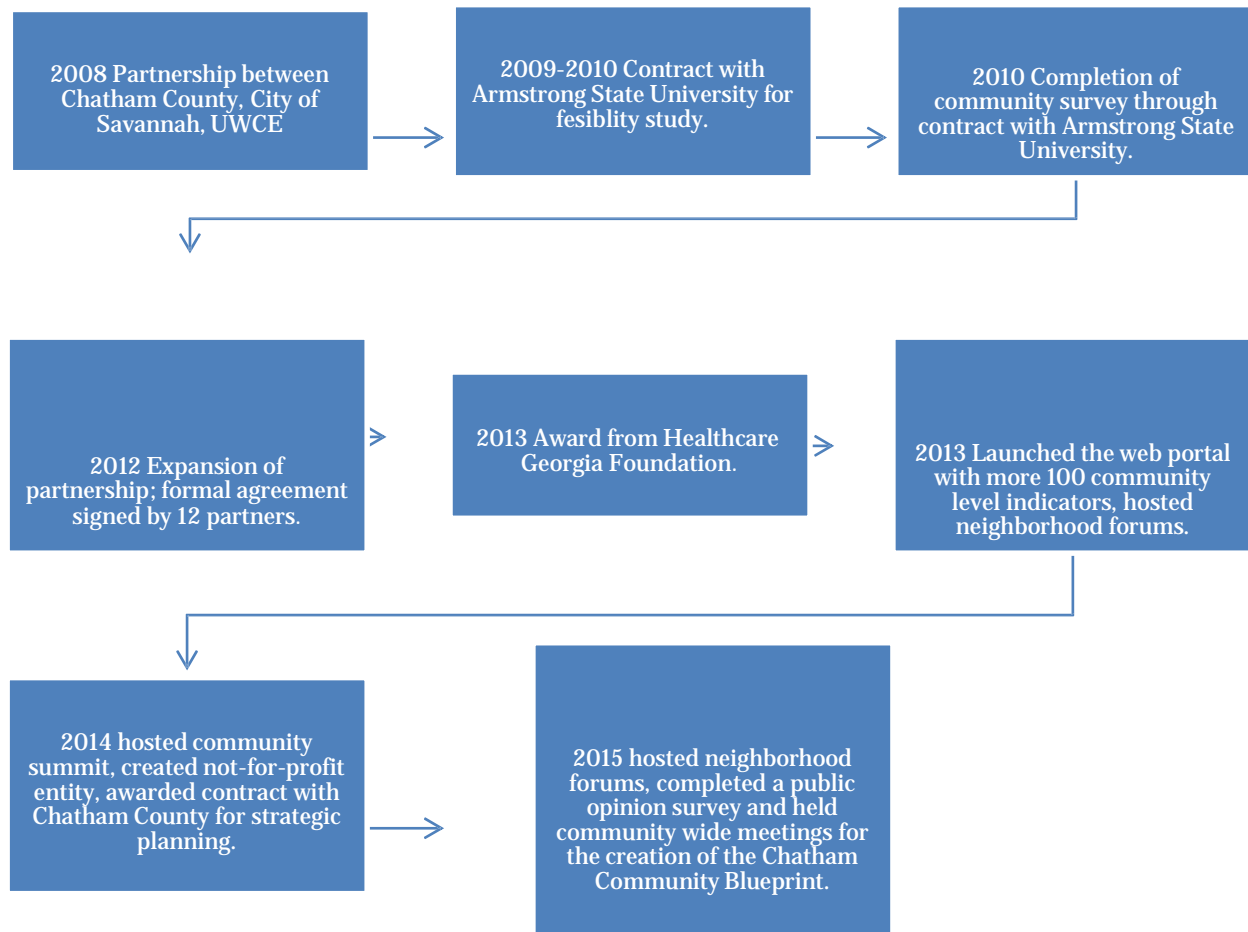 2008 Partnership between
Chatham County, City of
Savannah, UWCE
2009-2010 Contract with
Armstrong State University for
fesiblity study.
2010 Completion of
community survey through
contract with Armstrong State
University.
2012 Expansion of
partnership; formal agreement
signed by 12 partners.
2013 Award from Healthcare
Georgia Foundation.
2013 Launched the web portal
with more 100 community
level indicators, hosted
neighborhood forums.
2014 hosted community
summit, created not-for-profit
entity, awarded contract with
Chatham County for strategic
planning.
2015 hosted neighborhood
forums, completed a public
opinion survey and held
community wide meetings for
the creation of the Chatham
Community Blueprint.